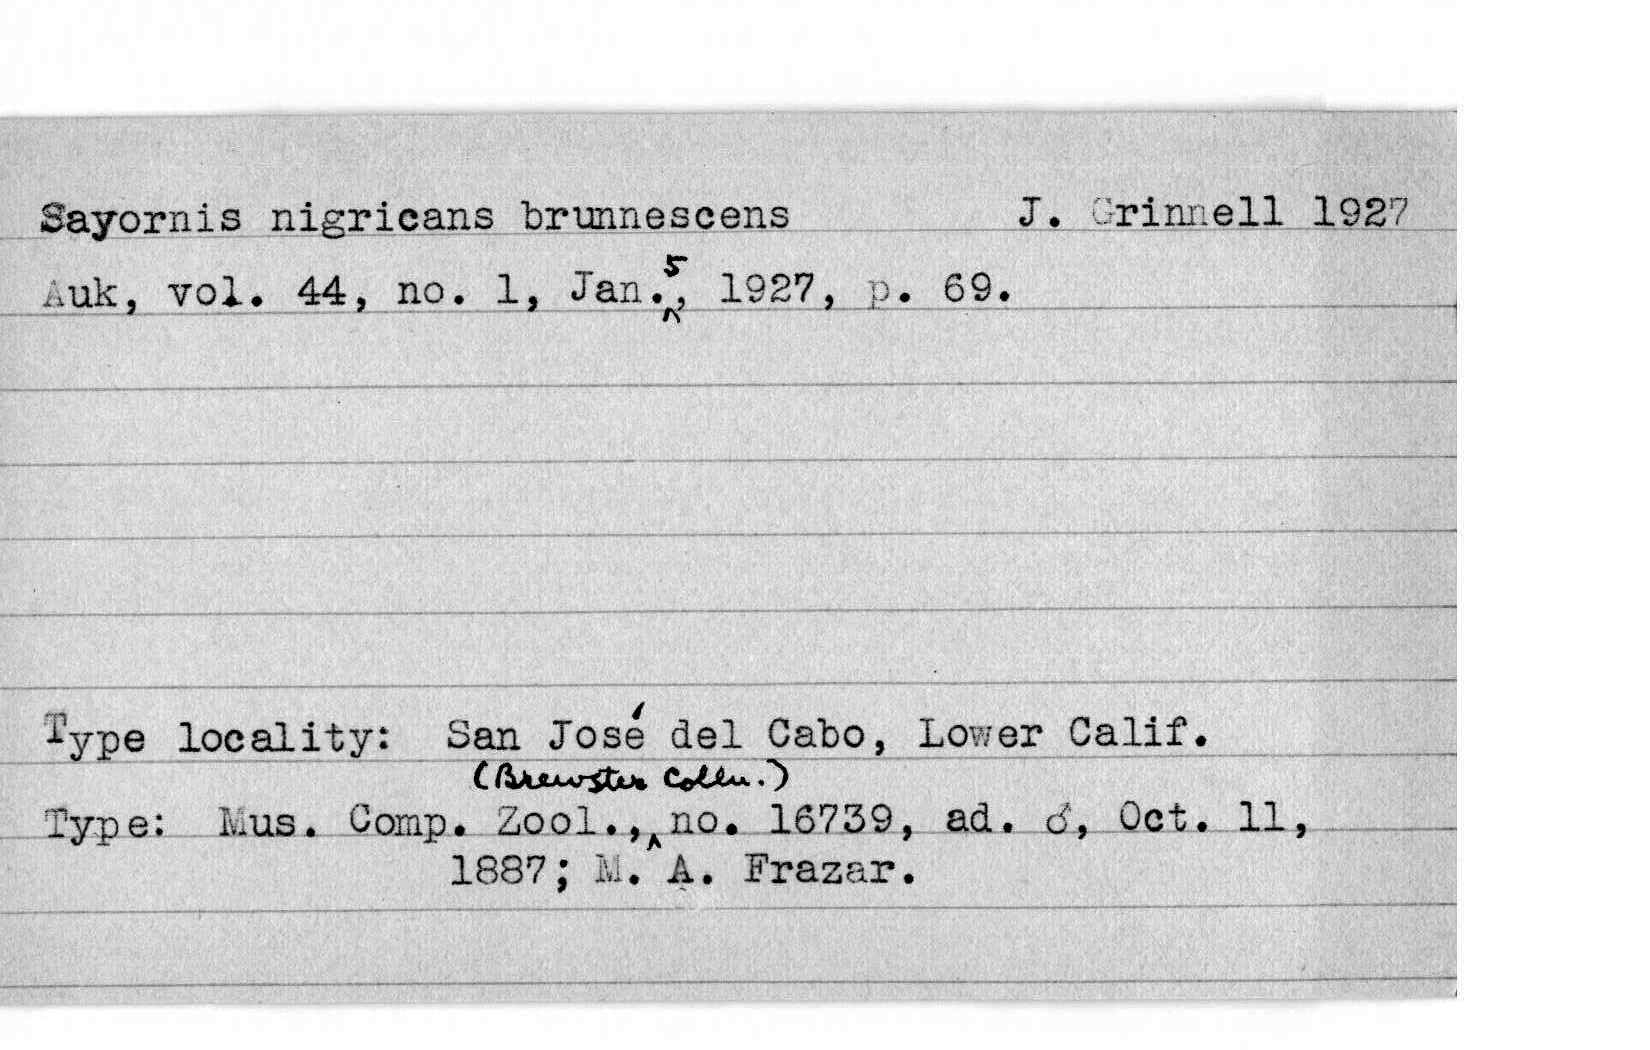 Sayornis nigricans brunnescens J. Grinnell 1927
Auk, vol. 44, no. 1, Jan. 5, 1927, p. 69.
Type locality: San José del Cabo, Lower Calif.
(Brewster Colln.)
Type: Mus. Comp. Zool., no. 16739, ad. ♂, Oct. 11,
1887; M. A. Frazar.